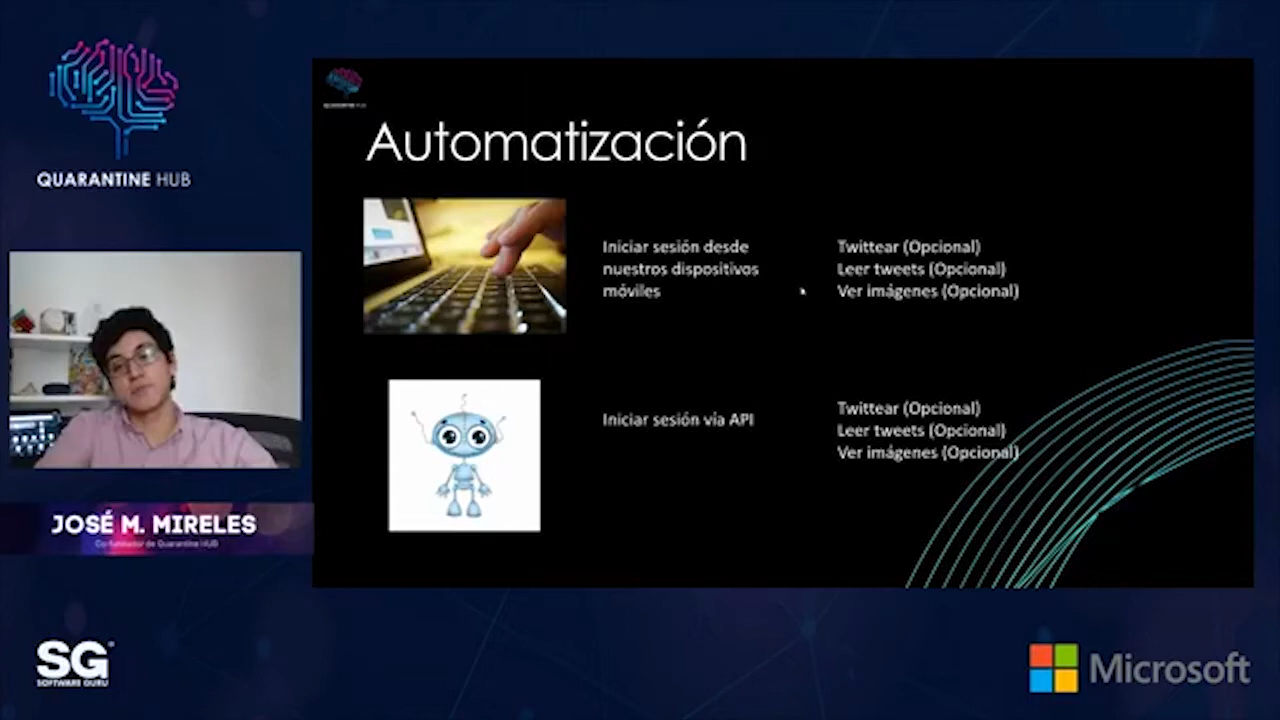 QUARANTINE HUB
QUARANTINE HUB
Automatización
Iniciar sesión desde
nuestros dispositivos
móviles
Twittear (Opcional)
Leer tweets (Opcional)
Ver imágenes (Opcional)
Iniciar sesión vía API
Twittear (Opcional)
Leer tweets (Opcional)
Ver imágenes (Opcional)
JOSÉ M. MIRELES
Co-fundador de Quarantine HUB
SG
SOFTWARE GURU
Microsoft